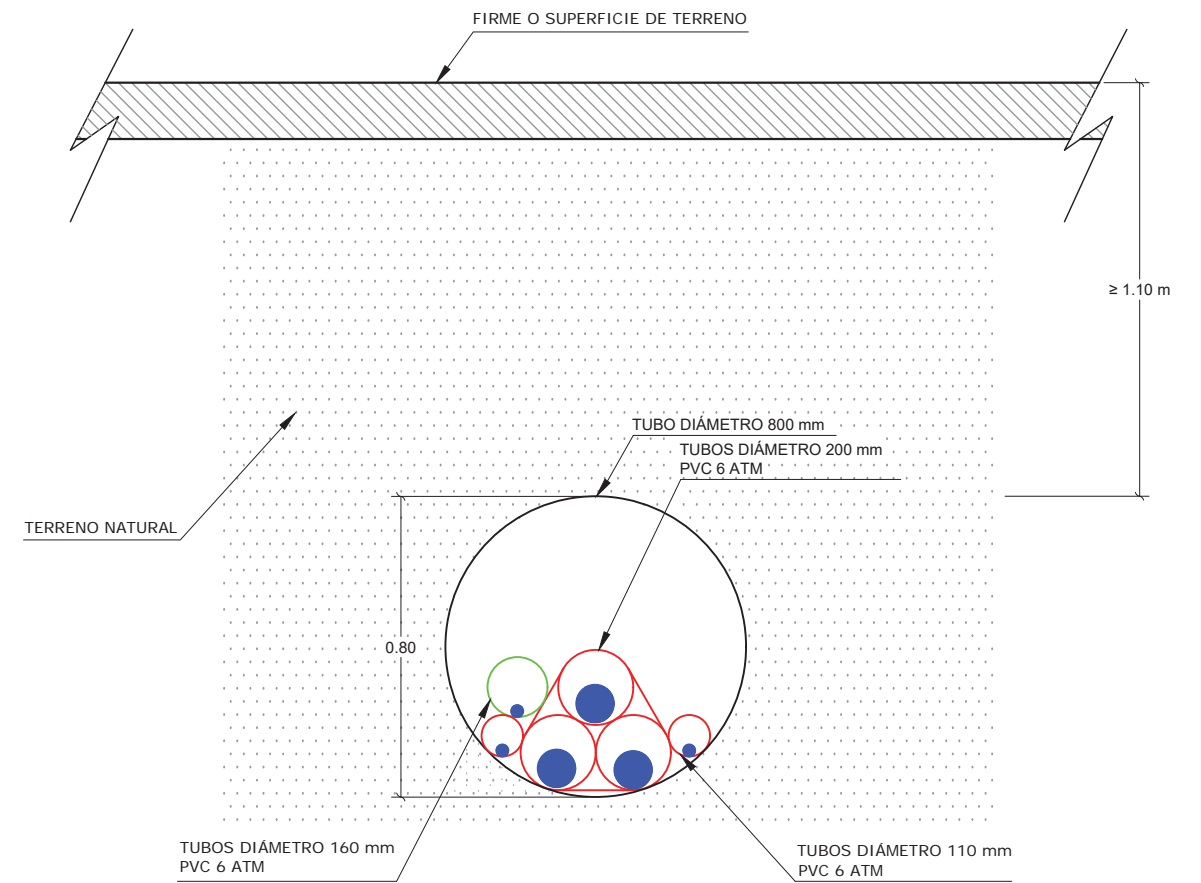 FIRME O SUPERFICIE DE TERRENO
≥ 1.10 m
TUBO DIÁMETRO 800 mm
TUBOS DIÁMETRO 200 mm
PVC 6 ATM
TERRENO NATURAL
0.80
TUBOS DIÁMETRO 160 mm
PVC 6 ATM
TUBOS DIÁMETRO 110 mm
PVC 6 ATM